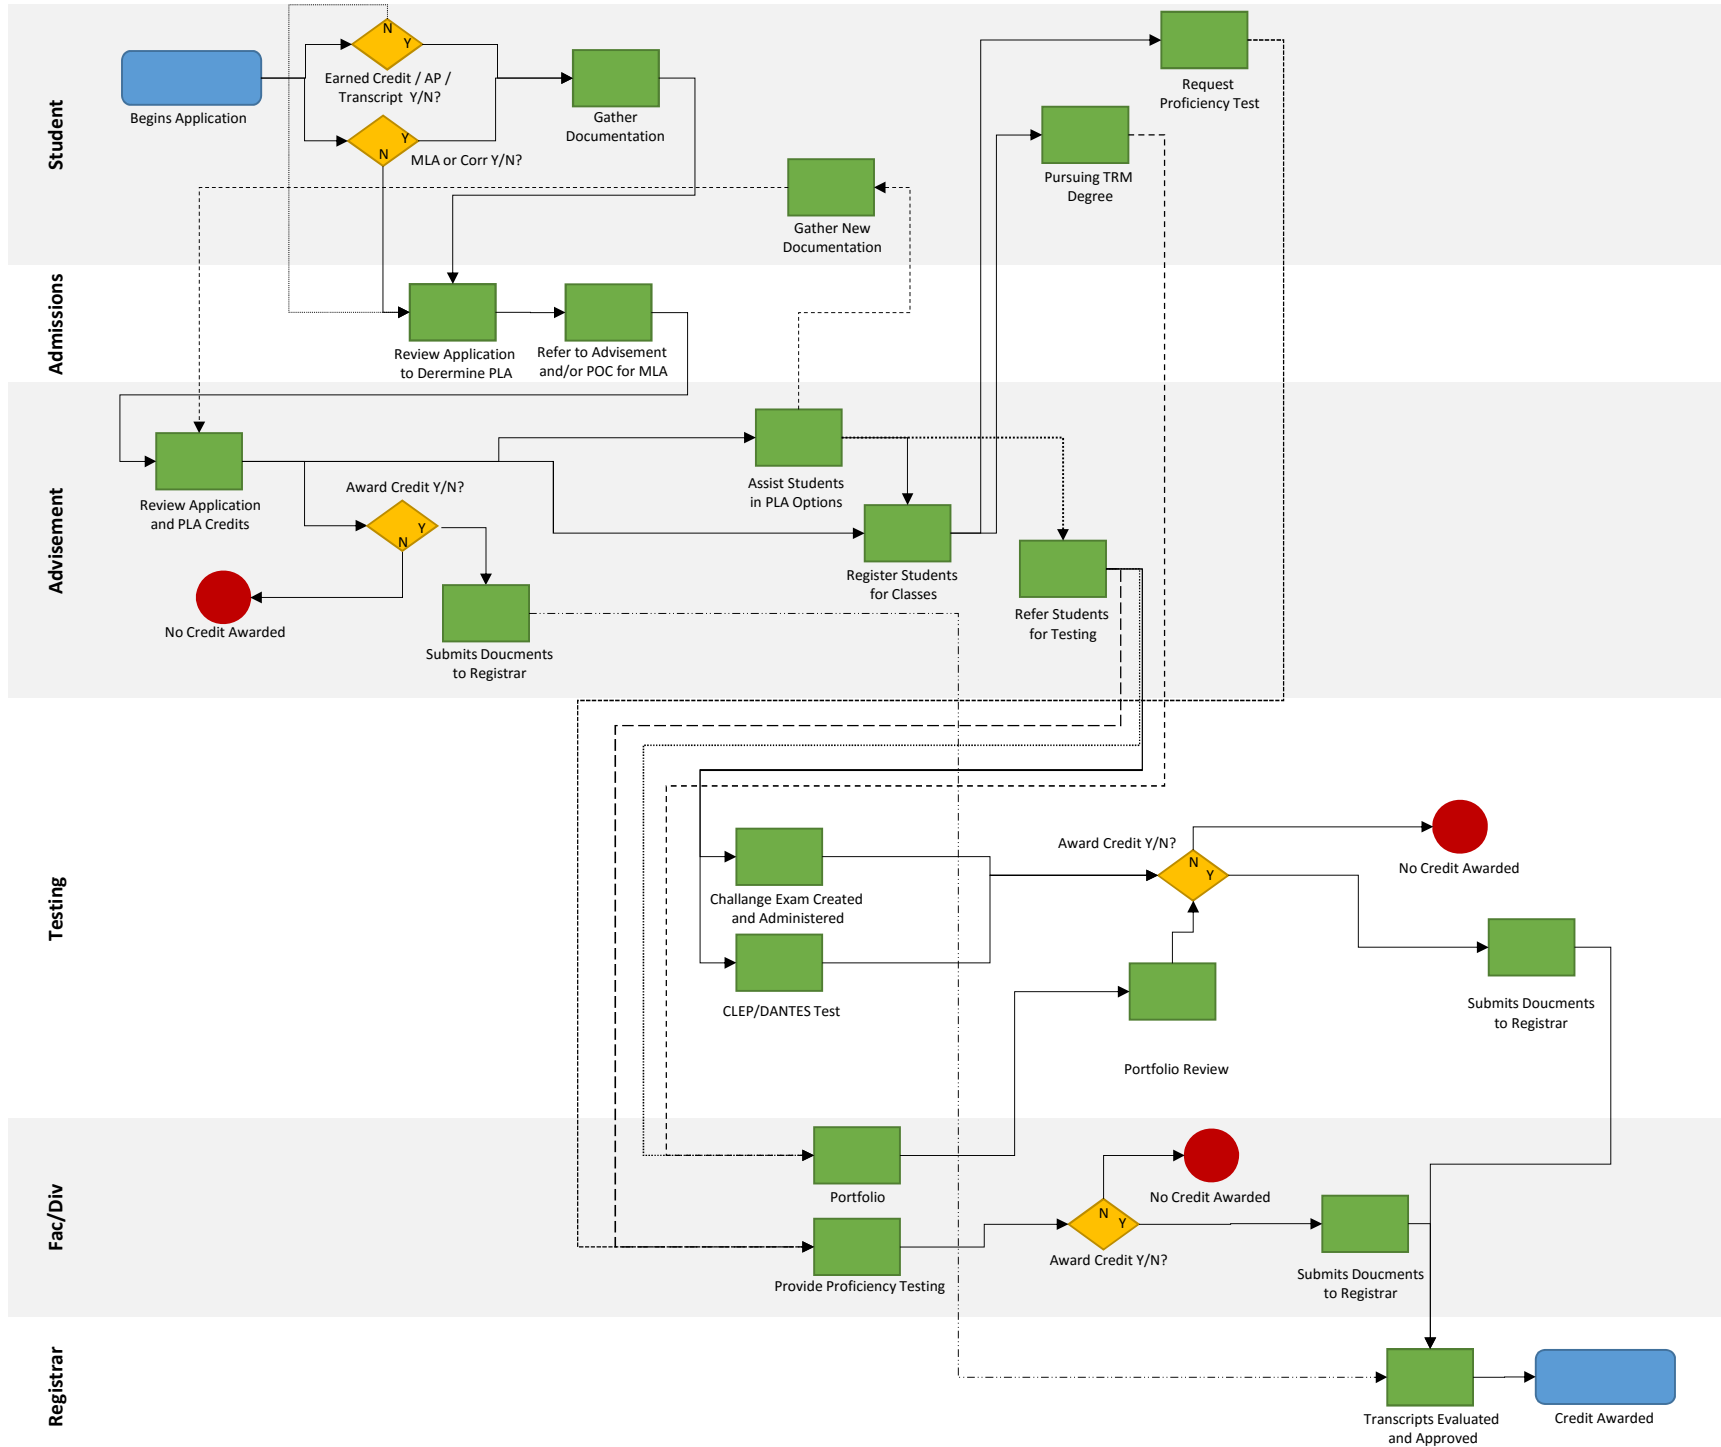 Student
N
Y
Earned Credit / AP /
Transcript  Y/N?
Begins Application
Y
N
MLA or Corr Y/N?
Gather
Documentation
Request
Proficiency Test
Pursuing TRM
Degree
Gather New
Documentation
Admissions
Review Application
to Derermine PLA
Refer to Advisement
and/or POC for MLA
Advisement
Review Application
and PLA Credits
Award Credit Y/N?
Y
N
No Credit Awarded
Submits Doucments
to Registrar
Assist Students
in PLA Options
Register Students
for Classes
Refer Students
for Testing
Testing
Challange Exam Created
and Administered
CLEP/DANTES Test
Award Credit Y/N?
N
Y
No Credit Awarded
Submits Doucments
to Registrar
Portfolio Review
Fac/Div
Portfolio
Provide Proficiency Testing
N
Y
Award Credit Y/N?
No Credit Awarded
Submits Doucments
to Registrar
Registrar
Transcripts Evaluated
and Approved
Credit Awarded